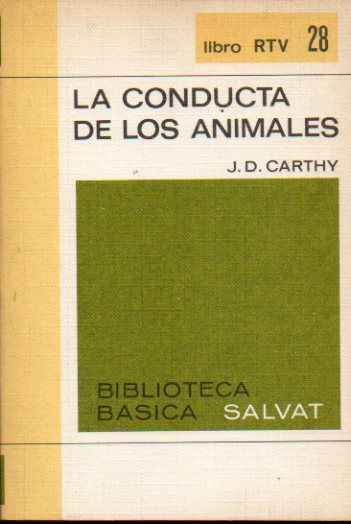 libro RTV 28
LA CONDUCTA
DE LOS ANIMALES
J. D. CARTHY
BIBLIOTECA
BASICA SALVAT